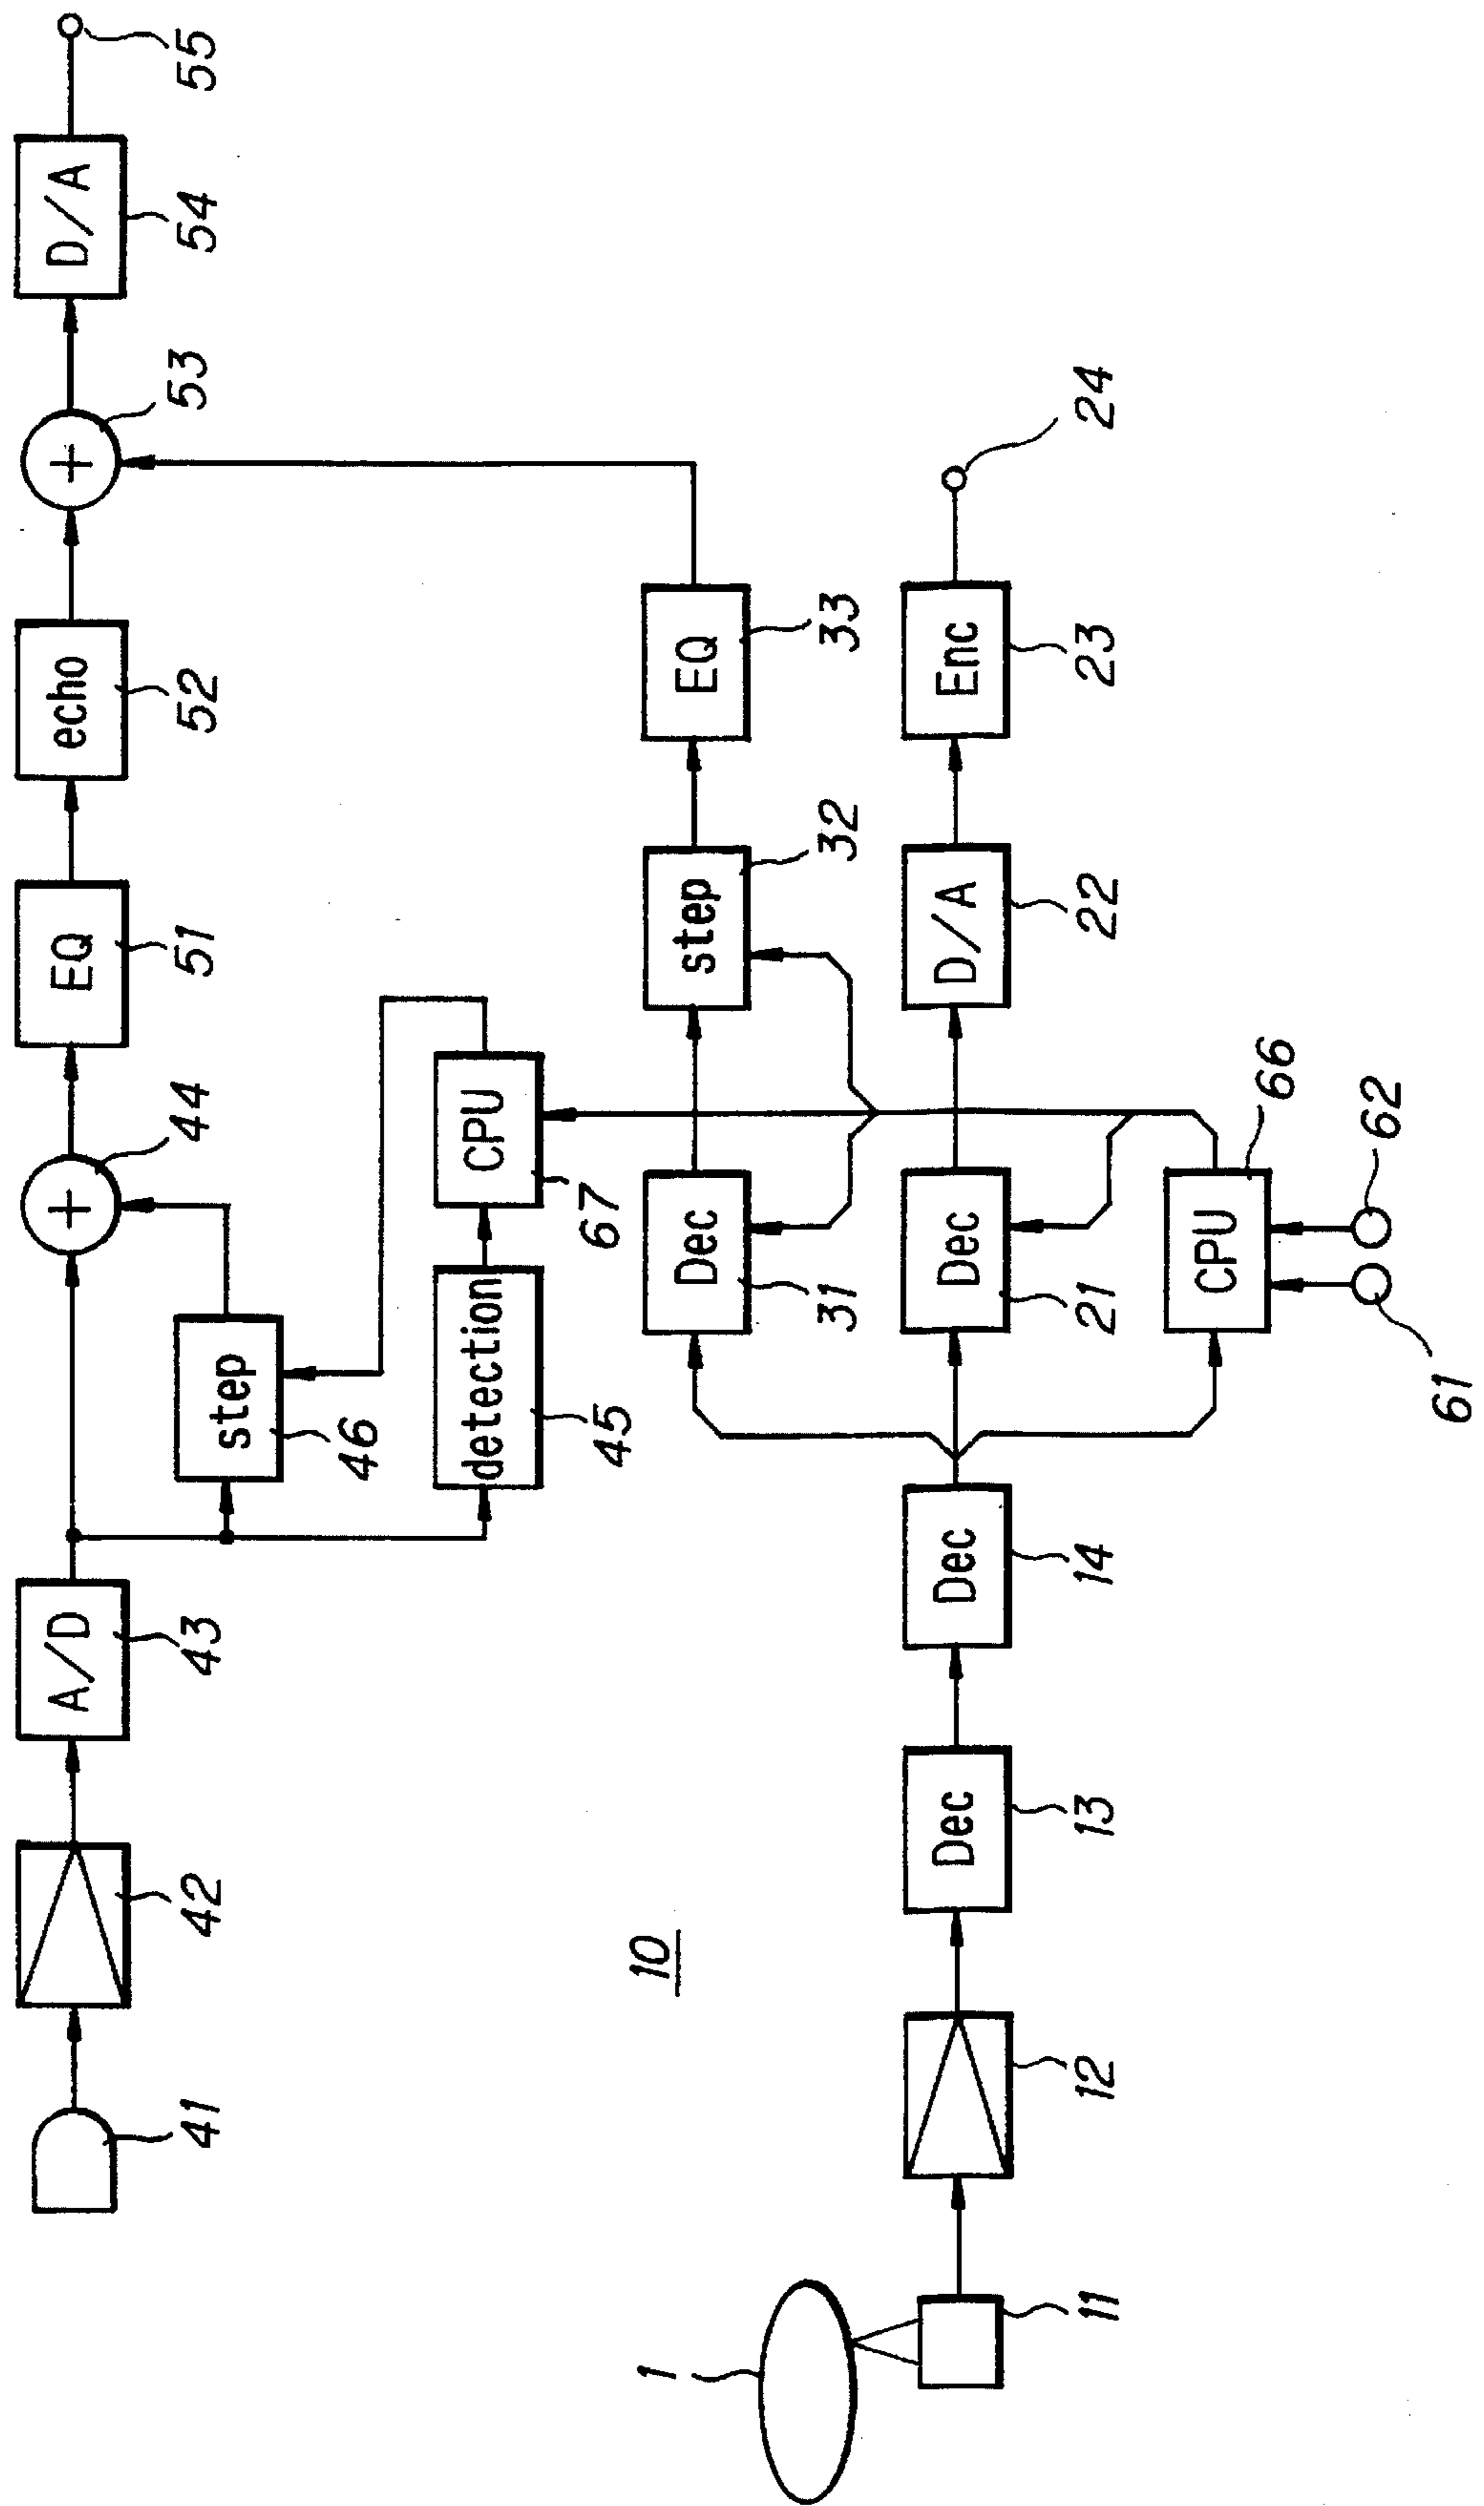 41
42
A/D
43
44
EQ
51
echo
52
53
D/A
54
55
step
46
detection
45
CPU
67
10
Dec
31
step
32
EQ
33
1
11
12
Dec
13
Dec
14
Dec
21
D/A
22
Enc
23
24
CPU
66
61
62